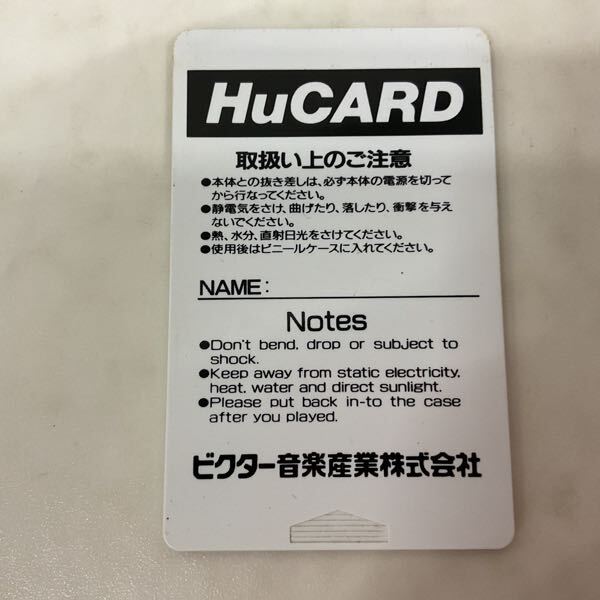 HuCARD
取扱い上のご注意
●本体との抜き差しは、必ず本体の電源を切って
から行なってください。
●静電気をさけ、曲げたり、落したり、衝撃を与え
ないでください。
●熱、水分、直射日光をさけてください。
●使用後はビニールケースに入れてください。
NAME:
Notes
●Don't bend, drop or subject to
shock.
●Keep away from static electricity,
heat, water and direct sunlight.
●Please put back in-to the case
after you played.
ビクター音楽産業株式会社